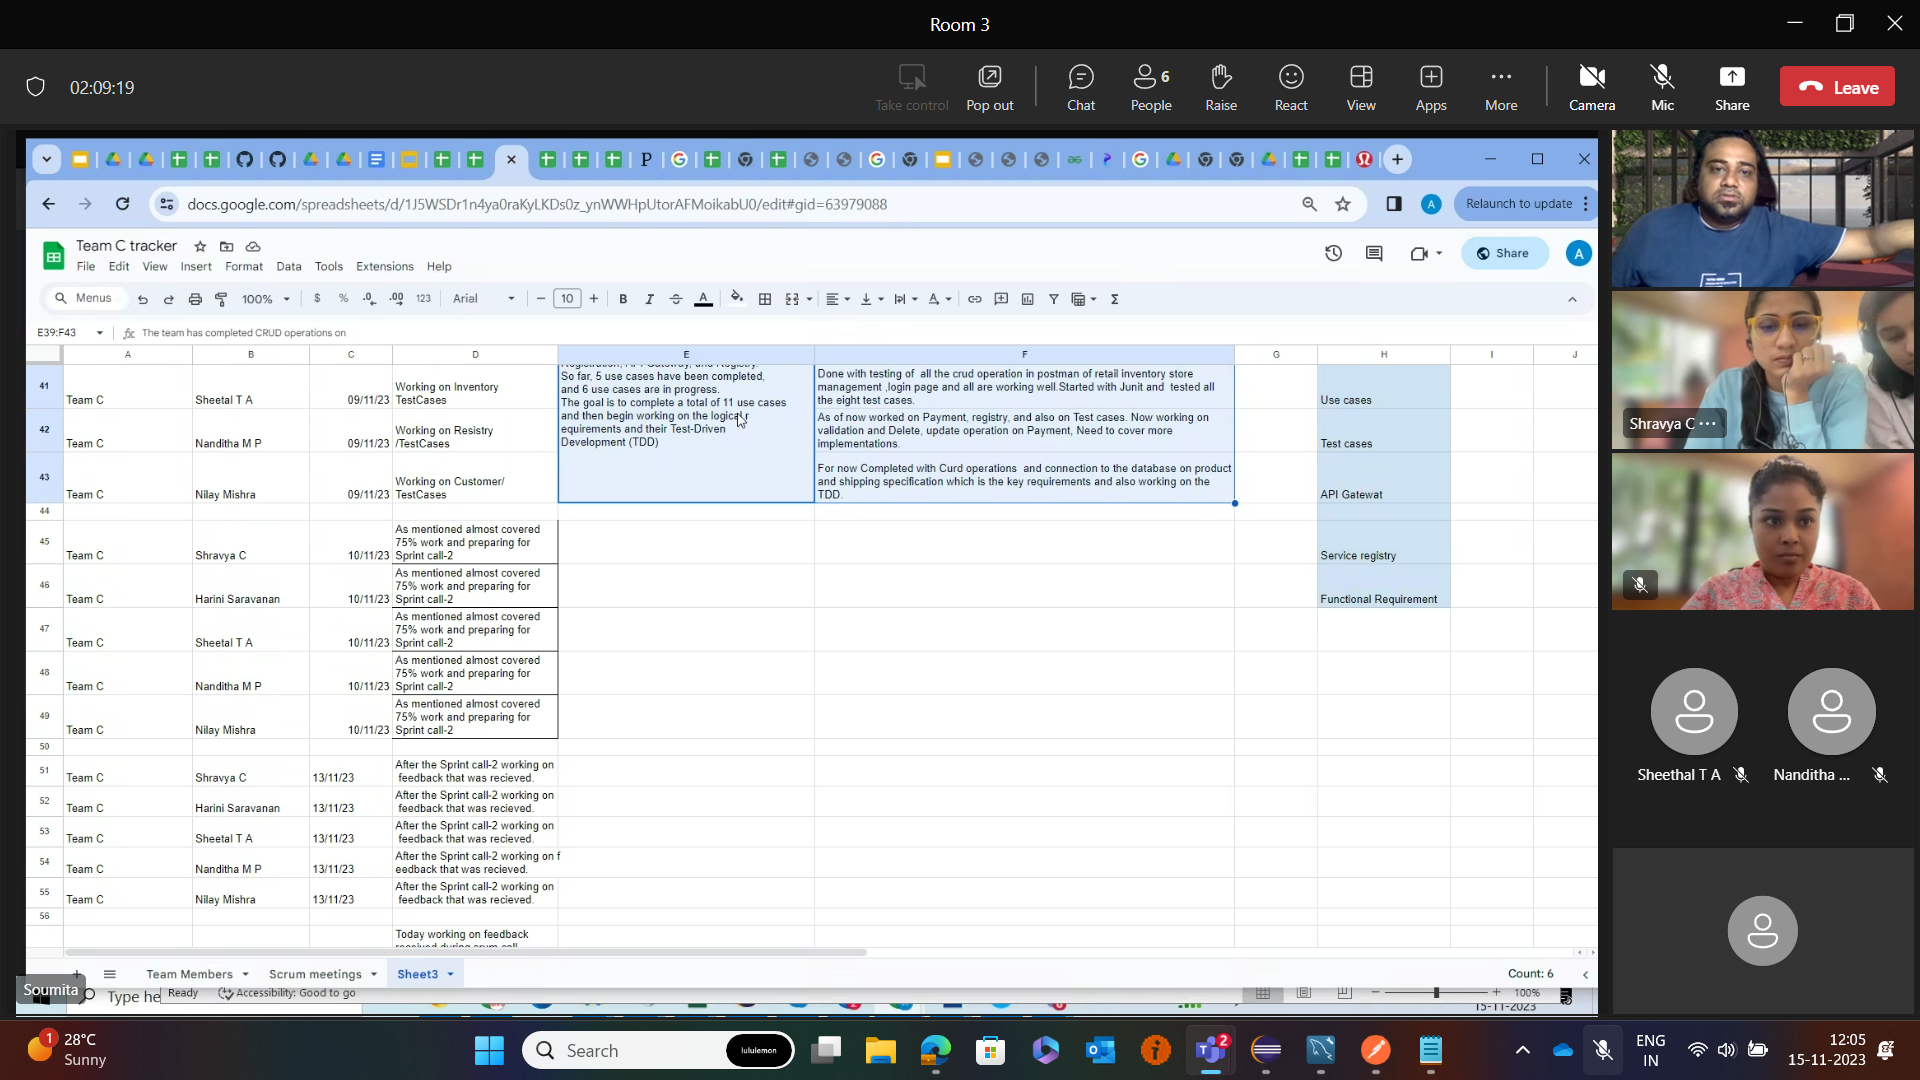 Room 3
02:09:19
Take control
Pop out
Chat
6
People
Raise
React
View
Apps
More
Camera
Mic
Share
Leave
docs.google.com/spreadsheets/d/1J5WSDr1n4ya0raKyLKDs0z_ynWWHpUtorAFMoikabU0/edit#gid=63979088
A
Relaunch to update
Team C tracker
File Edit View Insert Format Data Tools Extensions Help
Share
A
Menus
100%
$ % .0 .00 123
Arial
10
B I A
E39:F43
The team has completed CRUD operations on
A B C D E F G H I J
41
Team C
Sheetal T A
09/11/23
Working on Inventory
TestCases
So far, 5 use cases have been completed,
and 6 use cases are in progress.
The goal is to complete a total of 11 use cases
and then begin working on the logical r
equirements and their Test-Driven
Development (TDD)
Done with testing of all the crud operation in postman of retail inventory store
management ,login page and all are working well Started with Junit and tested all
the eight test cases.
Use cases
42
Team C
Nanditha M P
09/11/23
Working on Resistry
/TestCases
As of now worked on Payment, registry, and also on Test cases. Now working on
validation and Delete, update operation on Payment, Need to cover more
implementations.
Test cases
43
Team C
Nilay Mishra
09/11/23
Working on Customer/
TestCases
For now Completed with Curd operations and connection to the database on product
and shipping specification which is the key requirements and also working on the
TDD.
API Gatewat
44
45
Team C
Shravya C
10/11/23
As mentioned almost covered
75% work and preparing for
Sprint call-2
Service registry
46
Team C
Harini Saravanan
10/11/23
As mentioned almost covered
75% work and preparing for
Sprint call-2
Functional Requirement
47
Team C
Sheetal T A
10/11/23
As mentioned almost covered
75% work and preparing for
Sprint call-2
48
Team C
Nanditha M P
10/11/23
As mentioned almost covered
75% work and preparing for
Sprint call-2
49
Team C
Nilay Mishra
10/11/23
As mentioned almost covered
75% work and preparing for
Sprint call-2
50
51
Team C
Shravya C
13/11/23
After the Sprint call-2 working on
feedback that was recieved.
52
Team C
Harini Saravanan
13/11/23
After the Sprint call-2 working on
feedback that was recieved.
53
Team C
Sheetal T A
13/11/23
After the Sprint call-2 working on
feedback that was recieved.
54
Team C
Nanditha M P
13/11/23
After the Sprint call-2 working on f
eedback that was recieved.
55
Team C
Nilay Mishra
13/11/23
After the Sprint call-2 working on
feedback that was recieved.
56
Today working on feedback
Team Members
Scrum meetings
Sheet3
Count: 6
Soumita
Type he
Ready
Accessibility: Good to go
100%
15-11-2023
Shravya C
Sheethal T A
Nanditha ...
1
28°C
Sunny
Search
lululemon
2
ENG
IN
12:05
15-11-2023